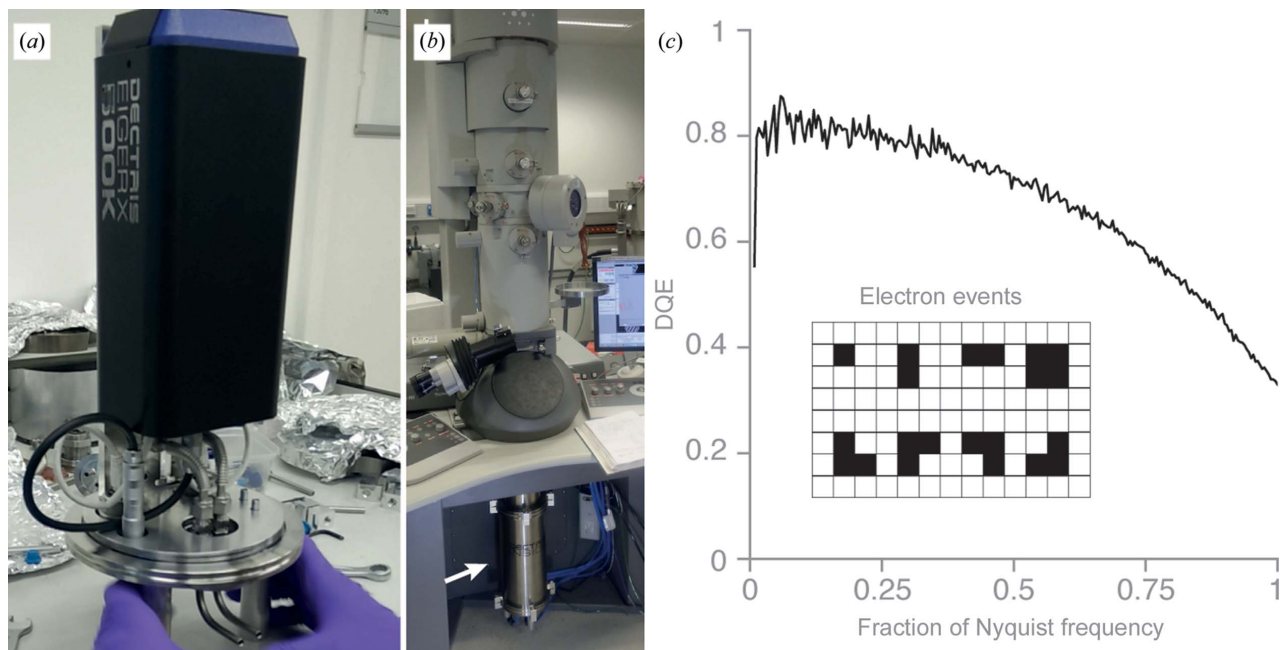 (a)
DECTRIS
EIGER X
500K
(b)
(c)
1
0.8
0.6
0.4
0.2
0
DQE
Electron events
0
0.25
0.5
0.75
1
Fraction of Nyquist frequency